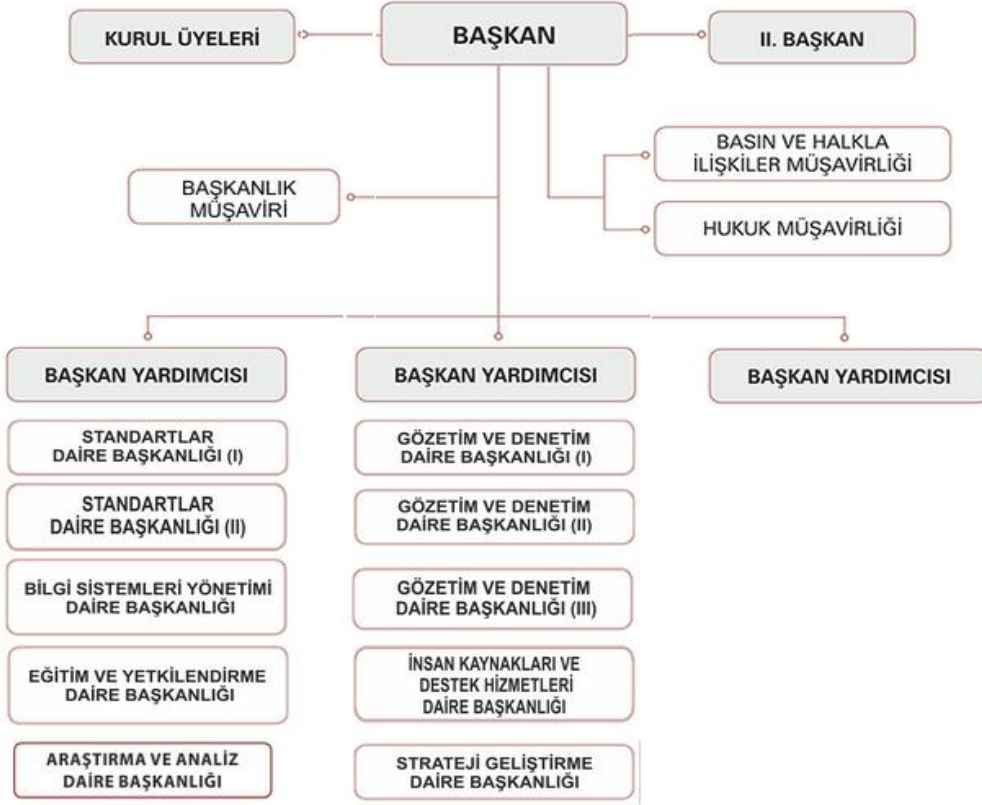 KURUL ÜYELERİ
BAŞKAN
II. BAŞKAN
BASIN VE HALKLA
İLİŞKİLER MÜŞAVİRLİĞİ
BAŞKANLIK
MÜŞAVİRİ
HUKUK MÜŞAVİRLİĞİ
BAŞKAN YARDIMCISI
STANDARTLAR
DAİRE BAŞKANLIĞI (I)
STANDARTLAR
DAİRE BAŞKANLIĞI (II)
BİLGİ SİSTEMLERİ YÖNETİMİ
DAİRE BAŞKANLIĞI
EĞİTİM VE YETKİLENDİRME
DAİRE BAŞKANLIĞI
ARAŞTIRMA VE ANALİZ
DAİRE BAŞKANLIĞI
BAŞKAN YARDIMCISI
GÖZETİM VE DENETİM
DAİRE BAŞKANLIĞI (I)
GÖZETİM VE DENETİM
DAİRE BAŞKANLIĞI (II)
GÖZETİM VE DENETİM
DAİRE BAŞKANLIĞI (III)
İNSAN KAYNAKLARI VE
DESTEK HİZMETLERİ
DAİRE BAŞKANLIĞI
STRATEJİ GELİŞTİRME
DAİRE BAŞKANLIĞI
BAŞKAN YARDIMCISI